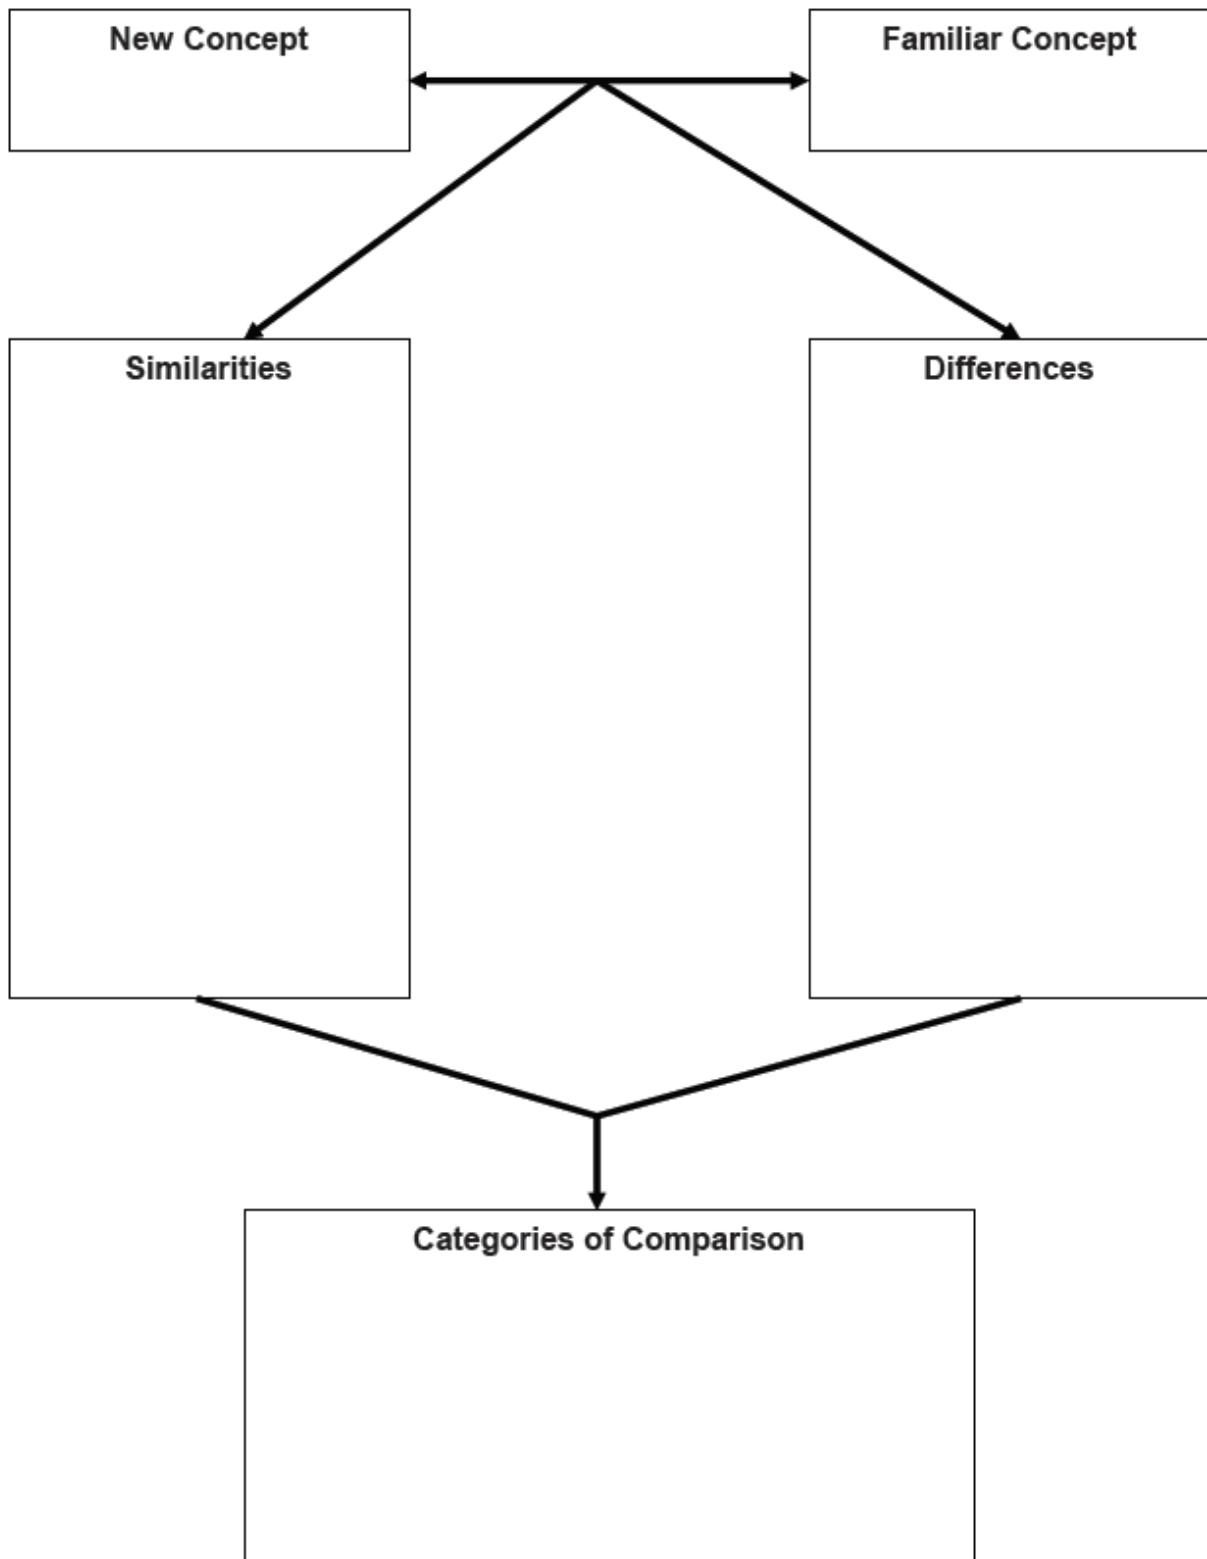 New Concept
Familiar Concept
Similarities
Differences
Categories of Comparison